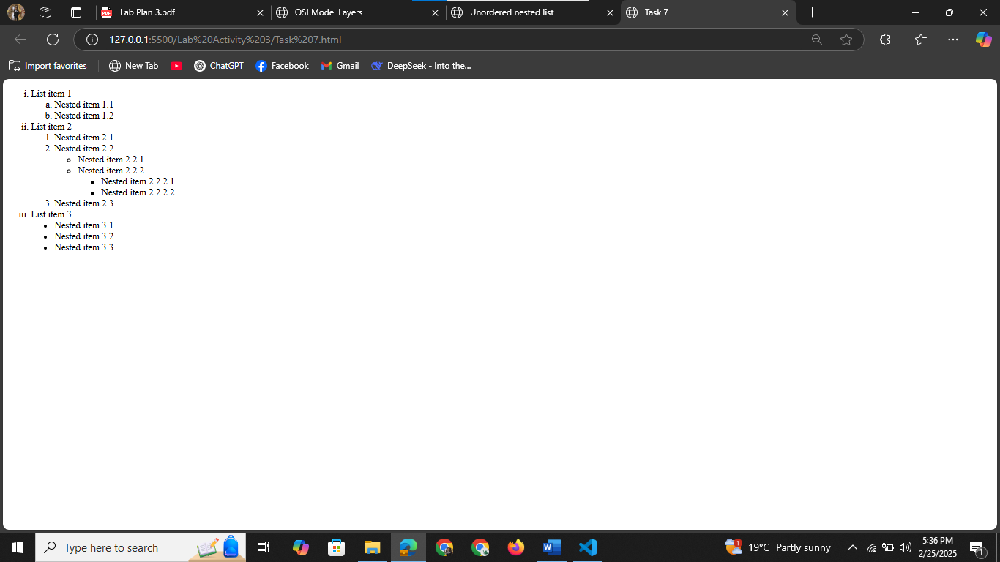 Lab Plan 3.pdf
OSI Model Layers
Unordered nested list
Task 7
127.0.0.1:5500/Lab%20Activity%203/Task%207.html
Import favorites
New Tab
ChatGPT
Facebook
Gmail
DeepSeek - Into the...
i. List item 1
a. Nested item 1.1
b. Nested item 1.2
ii. List item 2
1. Nested item 2.1
2. Nested item 2.2
Nested item 2.2.1
Nested item 2.2.2
Nested item 2.2.2.1
Nested item 2.2.2.2
3. Nested item 2.3
iii. List item 3
Nested item 3.1
Nested item 3.2
Nested item 3.3
Type here to search
19°C Partly sunny
5:36 PM
2/25/2025